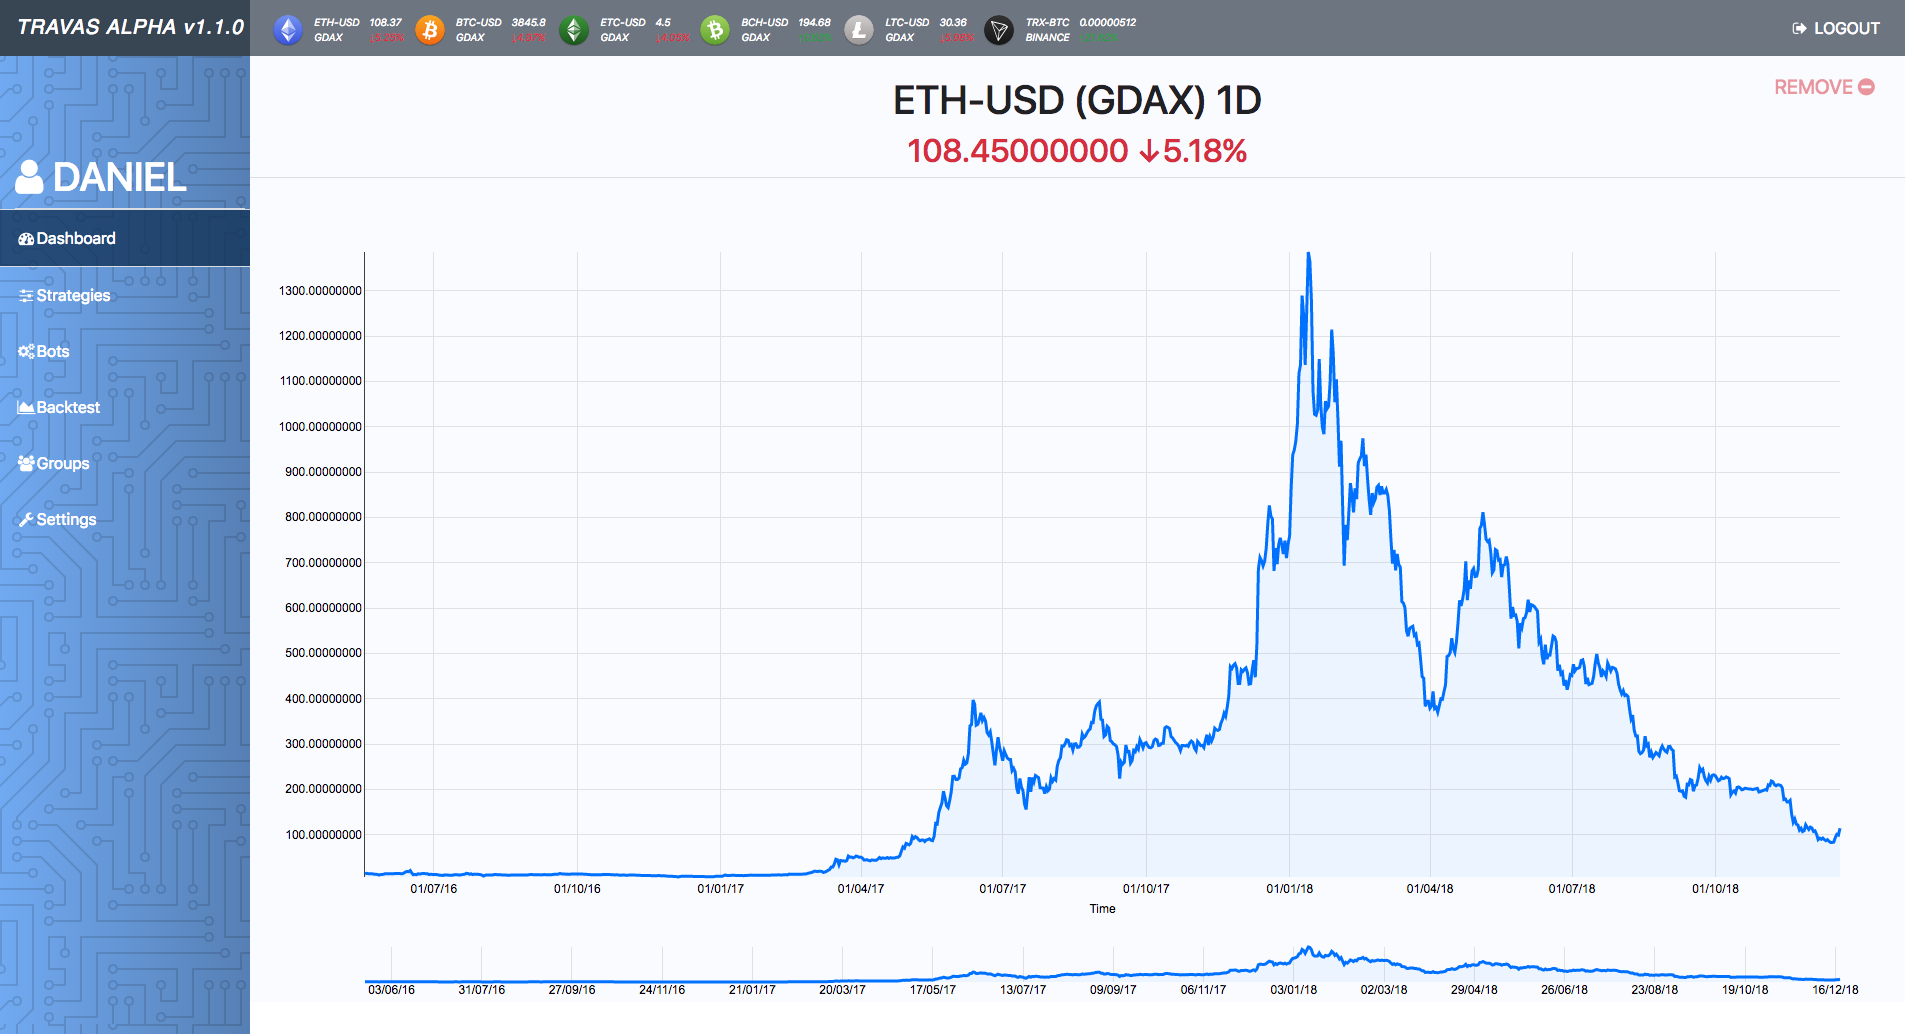 TRAVAS ALPHA v1.1.0
ETH-USD 108.37
GDAX ↓5.25%
BTC-USD 3845.8
GDAX ↓4.37%
ETC-USD 4.5
GDAX ↓4.05%
BCH-USD 194.68
GDAX
LTC-USD 30.36
GDAX ↓5.98%
TRX-BTC 0.00000512
BINANCE
LOGOUT
DANIEL
Dashboard
Strategies
Bots
Backtest
Groups
Settings
ETH-USD (GDAX) 1D
REMOVE
108.45000000 ↓5.18%
1300.00000000
1200.00000000
1100.00000000
1000.00000000
900.00000000
800.00000000
700.00000000
600.00000000
500.00000000
400.00000000
300.00000000
200.00000000
100.00000000
01/07/16 01/10/16 01/01/17 01/04/17 01/07/17 01/10/17 01/01/18 01/04/18 01/07/18 01/10/18
Time
03/06/16 31/07/16 27/09/16 24/11/16 21/01/17 20/03/17 17/05/17 13/07/17 09/09/17 06/11/17 03/01/18 02/03/18 29/04/18 26/06/18 23/08/18 19/10/18 16/12/18